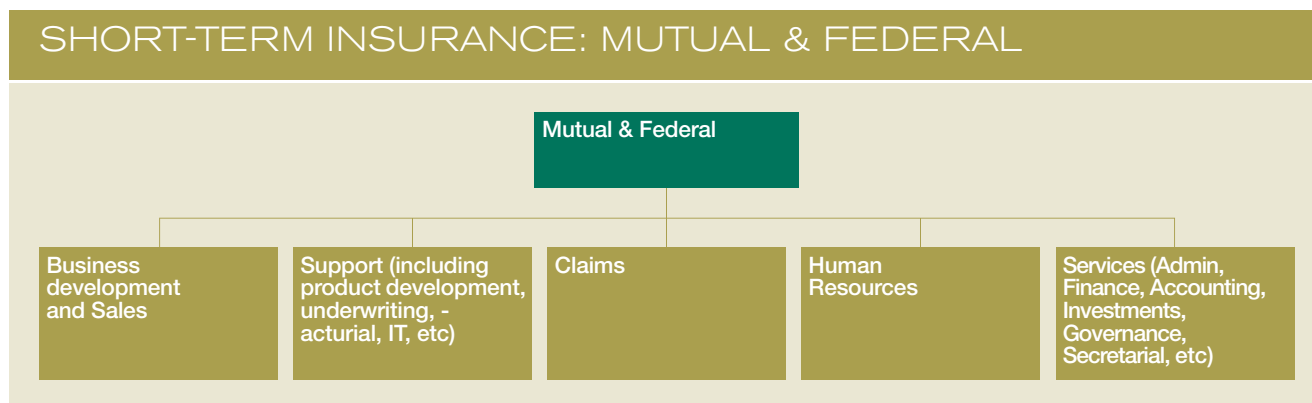 SHORT-TERM INSURANCE: MUTUAL & FEDERAL
Mutual & Federal
Business
development
and Sales
Support (including
product development,
underwriting, -
acturial, IT, etc)
Claims
Human
Resources
Services (Admin,
Finance, Accounting,
Investments,
Governance,
Secretarial, etc)